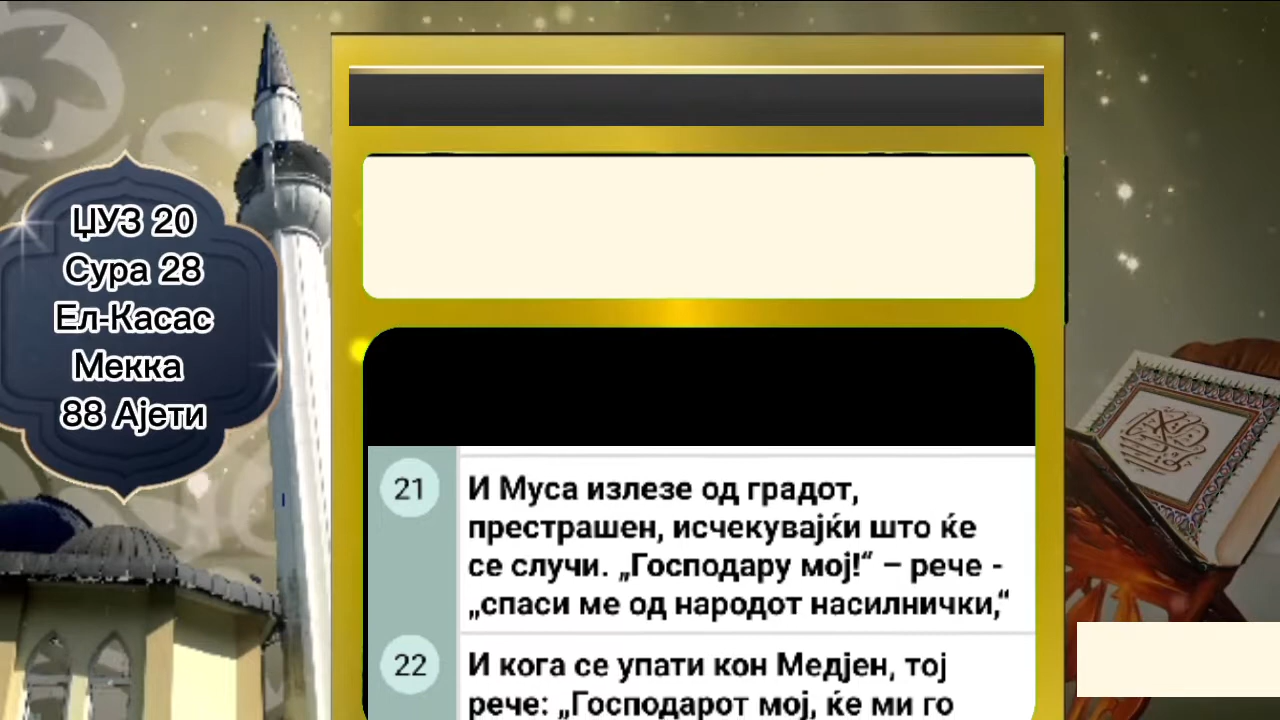 ЏУЗ 20
Сура 28
Ел-Касас
Мекка
88 Ајети
21
И Муса излезе од градот,
престрашен, исчекувајќи што ќе
се случи. „Господару мој!“ – рече -
„спаси ме од народот насилнички,“
22
И кога се упати кон Медјен, тој
рече: „Господарот мој, ќе ми го